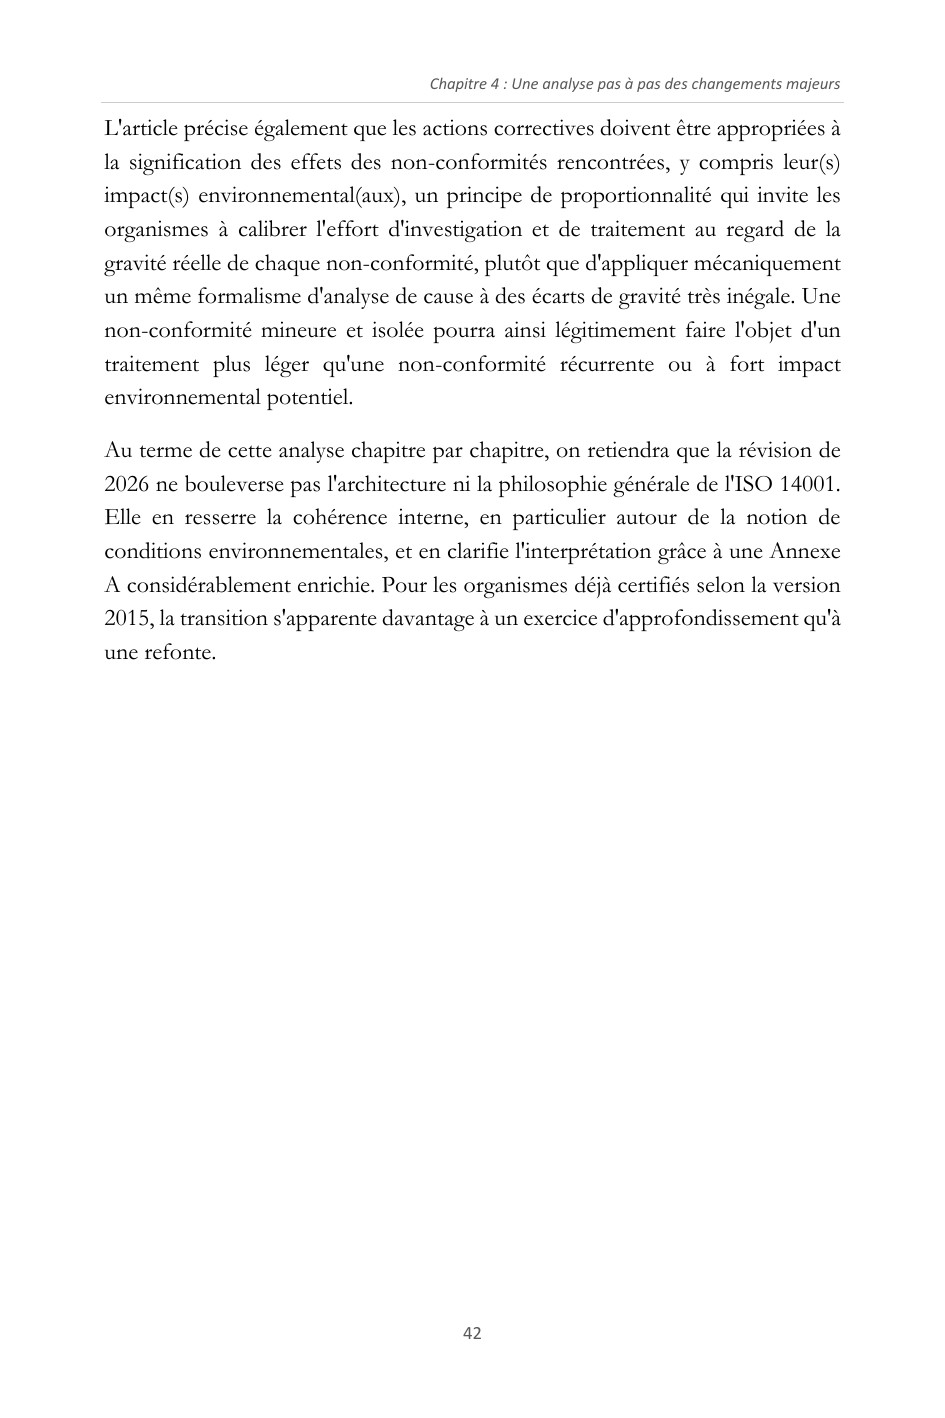 Chapitre 4 : Une analyse pas à pas des changements majeurs
L'article précise également que les actions correctives doivent être appropriées à
la signification des effets des non-conformités rencontrées, y compris leur(s)
impact(s) environnemental(aux), un principe de proportionnalité qui invite les
organismes à calibrer l'effort d'investigation et de traitement au regard de la
gravité réelle de chaque non-conformité, plutôt que d'appliquer mécaniquement
un même formalisme d'analyse de cause à des écarts de gravité très inégale. Une
non-conformité mineure et isolée pourra ainsi légitimement faire l'objet d'un
traitement plus léger qu'une non-conformité récurrente ou à fort impact
environnemental potentiel.
Au terme de cette analyse chapitre par chapitre, on retiendra que la révision de
2026 ne bouleverse pas l'architecture ni la philosophie générale de l'ISO 14001.
Elle en resserre la cohérence interne, en particulier autour de la notion de
conditions environnementales, et en clarifie l'interprétation grâce à une Annexe
A considérablement enrichie. Pour les organismes déjà certifiés selon la version
2015, la transition s'apparente davantage à un exercice d'approfondissement qu'à
une refonte.
42